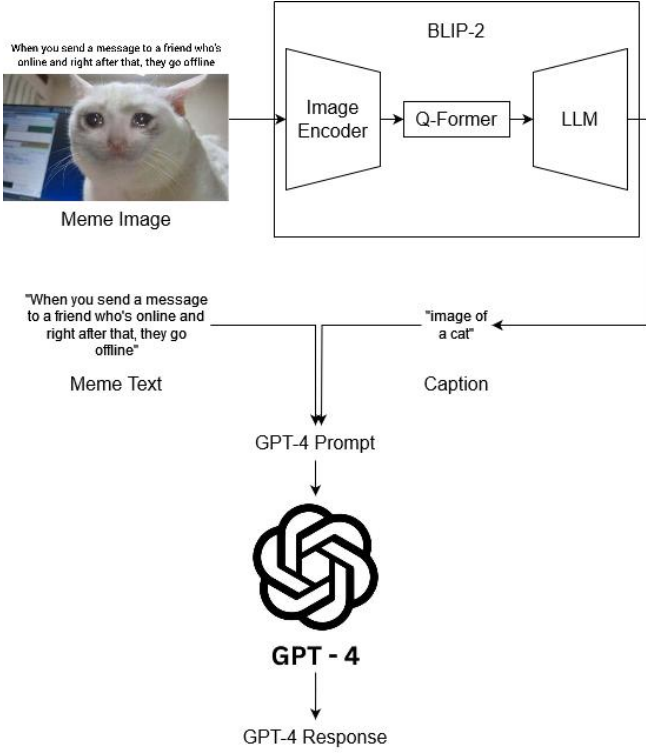 BLIP-2
When you send a message to a friend who's
online and right after that, they go offline
Image
Encoder
Q-Former
LLM
Meme Image
"When you send a message
to a friend who's online and
right after that, they go
offline"
"image of
a cat"
Meme Text
Caption
GPT-4 Prompt
GPT - 4
GPT-4 Response